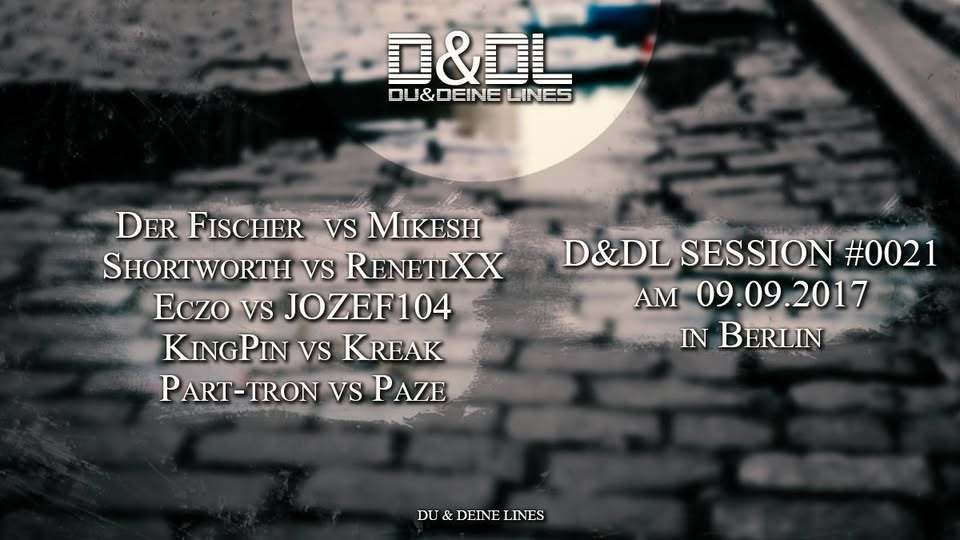 D&DL
DU&DEINE LINES
Der Fischer vs Mikesh
Shortworth vs RenetiXX
Eczo vs JOZEF104
KingPin vs Kreak
Part-tron vs Paze
D&DL SESSION #0021
am 09.09.2017
in Berlin
DU & DEINE LINES